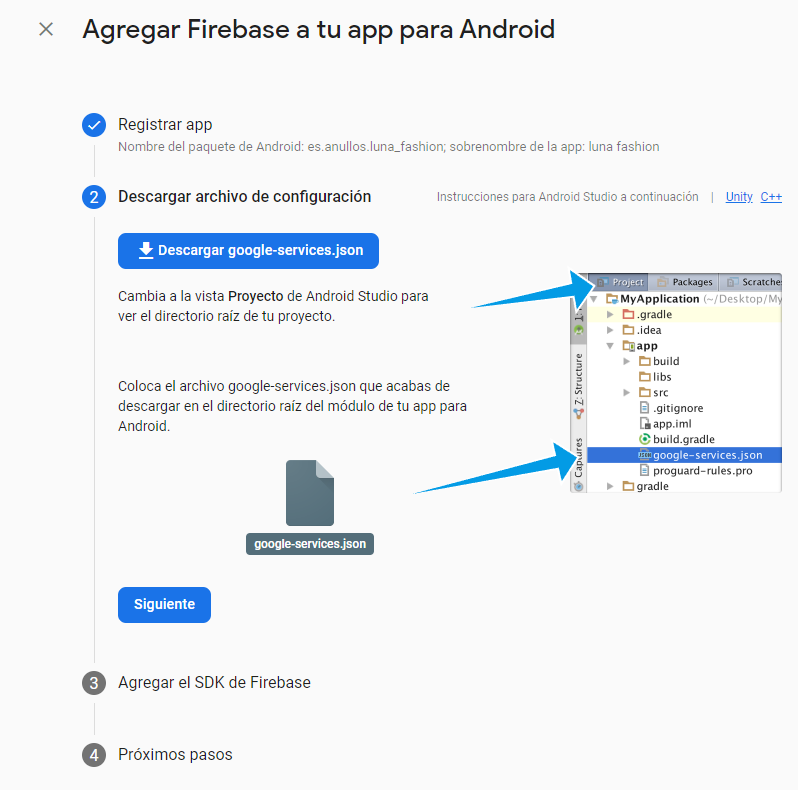 Agregar Firebase a tu app para Android
Registrar app
Nombre del paquete de Android: es.anullos.luna_fashion; sobrenombre de la app: luna fashion
2 Descargar archivo de configuración
Instrucciones para Android Studio a continuación | Unity C++
Descargar google-services.json
Cambia a la vista Proyecto de Android Studio para
ver el directorio raíz de tu proyecto.
Coloca el archivo google-services.json que acabas de
descargar en el directorio raíz del módulo de tu app para
Android.
google-services.json
Project Packages Scratches
MyApplication (~/Desktop/My
.gradle
.idea
app
build
libs
src
.gitignore
app.iml
build.gradle
google-services.json
proguard-rules.pro
gradle
Z: Structure
Captures
Siguiente
3 Agregar el SDK de Firebase
4 Próximos pasos